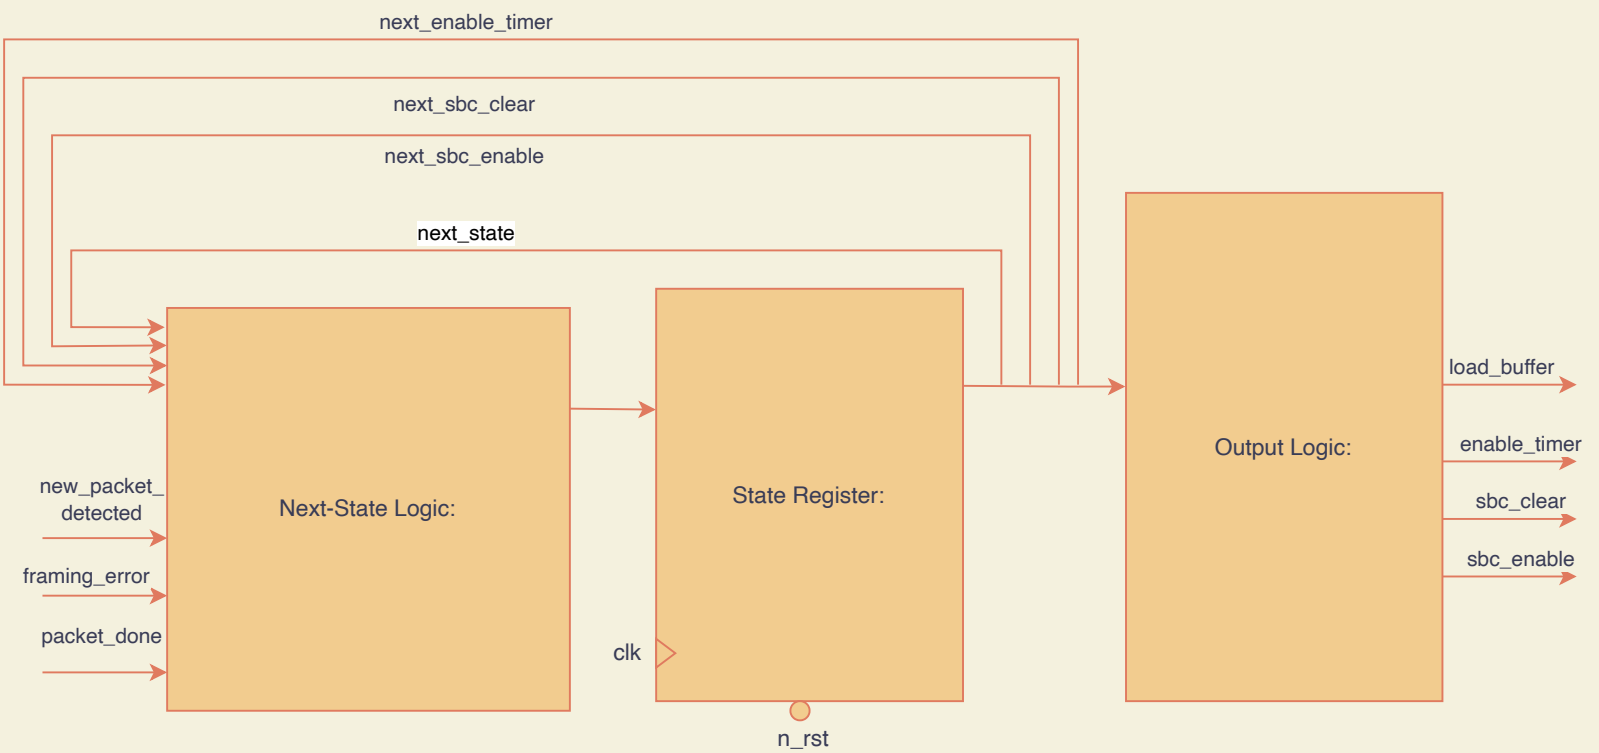 next_enable_timer
next_sbc_clear
next_sbc_enable
next_state
new_packet_
detected
framing_error
packet_done
Next-State Logic:
State Register:
clk
n_rst
Output Logic:
load_buffer
enable_timer
sbc_clear
sbc_enable